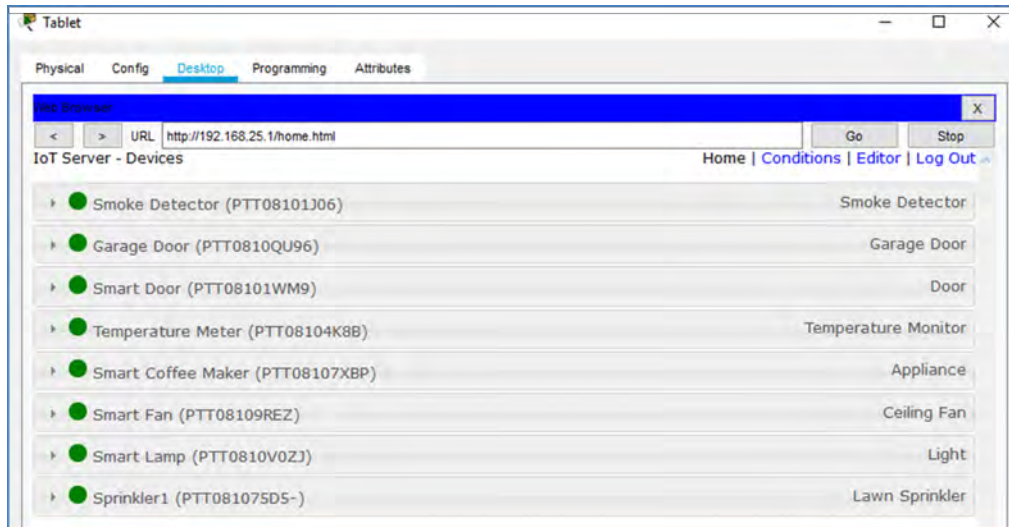 Tablet
Physical Config Desktop Programming Attributes
Web Browser X
< > URL http://192.168.25.1/home.html Go Stop
IoT Server - Devices Home | Conditions | Editor | Log Out
Smoke Detector (PTT08101J06) Smoke Detector
Garage Door (PTT0810QU96) Garage Door
Smart Door (PTT08101WM9) Door
Temperature Meter (PTT08104K8B) Temperature Monitor
Smart Coffee Maker (PTT08107XBP) Appliance
Smart Fan (PTT08109REZ) Ceiling Fan
Smart Lamp (PTT0810V0ZJ) Light
Sprinkler1 (PTT081075D5-) Lawn Sprinkler